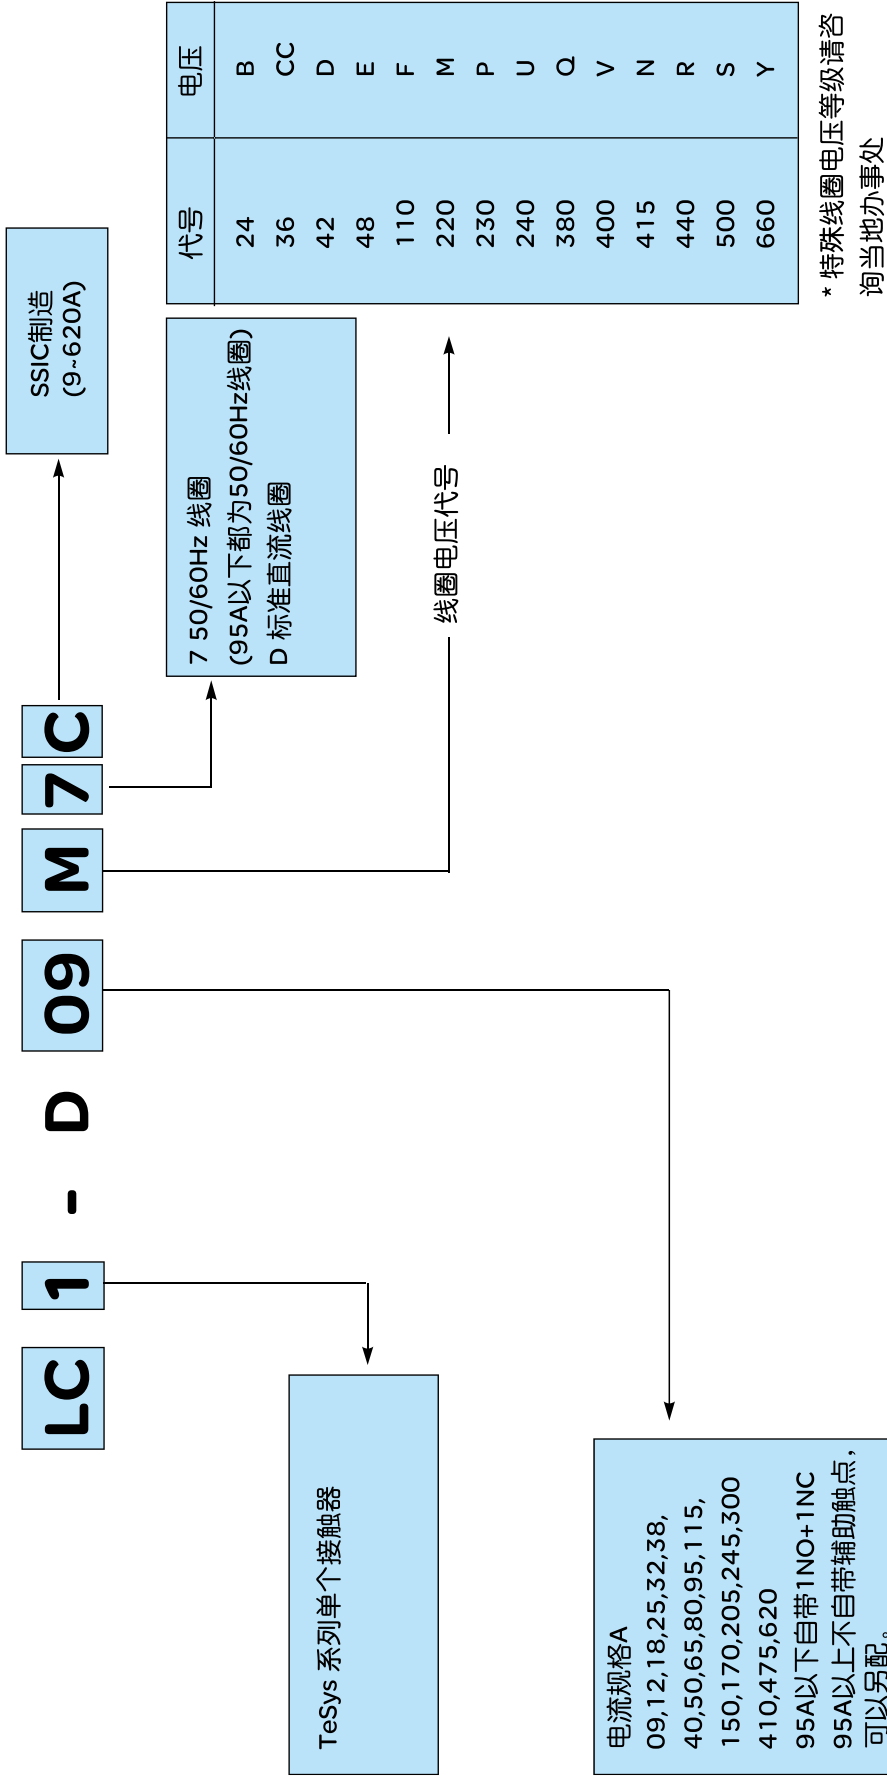 LC 1 - D 09 M 7 C
SSIC制造
(9~620A)
7 50/60Hz 线圈
(95A以下都为50/60Hz线圈)
D 标准直流线圈
线圈电压代号
代号 电压
24 B
36 CC
42 D
48 E
110 F
220 M
230 P
240 U
380 Q
400 V
415 N
440 R
500 S
660 Y
* 特殊线圈电压等级请咨
询当地办事处
TeSys 系列单个接触器
电流规格A
09,12,18,25,32,38,
40,50,65,80,95,115,
150,170,205,245,300
410,475,620
95A以下自带1NO+1NC
95A以上不自带辅助触点，
可以另配。